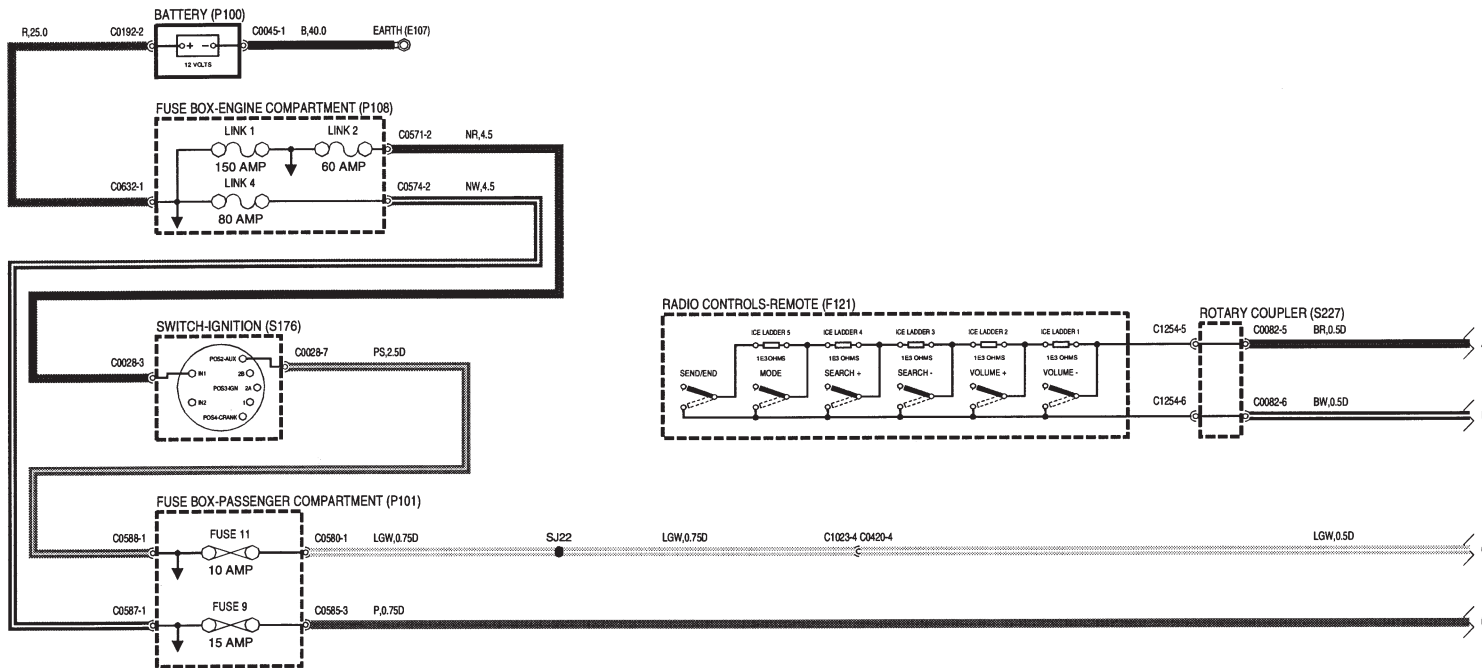 BATTERY (P100)
R,25.0
C0192-2
C0045-1
B,40.0
EARTH (E107)
+ -
12 VOLTS
FUSE BOX-ENGINE COMPARTMENT (P108)
LINK 1
LINK 2
C0571-2
NR,4.5
150 AMP
60 AMP
C0632-1
LINK 4
C0574-2
NW,4.5
80 AMP
SWITCH-IGNITION (S176)
C0028-3
POS2-AUX
C0028-7
PS,2.5D
IN1
2B
POS3-IGN
2A
IN2
1
POS4-CRANK
RADIO CONTROLS-REMOTE (F121)
ICE LADDER 5
ICE LADDER 4
ICE LADDER 3
ICE LADDER 2
ICE LADDER 1
1E3 OHMS
1E3 OHMS
1E3 OHMS
1E3 OHMS
1E3 OHMS
SEND/END
MODE
SEARCH +
SEARCH -
VOLUME +
VOLUME -
ROTARY COUPLER (S227)
C1254-5
C0082-5
BR,0.5D
C1254-6
C0082-6
BW,0.5D
FUSE BOX-PASSENGER COMPARTMENT (P101)
C0588-1
FUSE 11
C0580-1
LGW,0.75D
SJ22
LGW,0.75D
C1023-4 C0420-4
LGW,0.5D
10 AMP
C0587-1
FUSE 9
C0585-3
P,0.75D
15 AMP